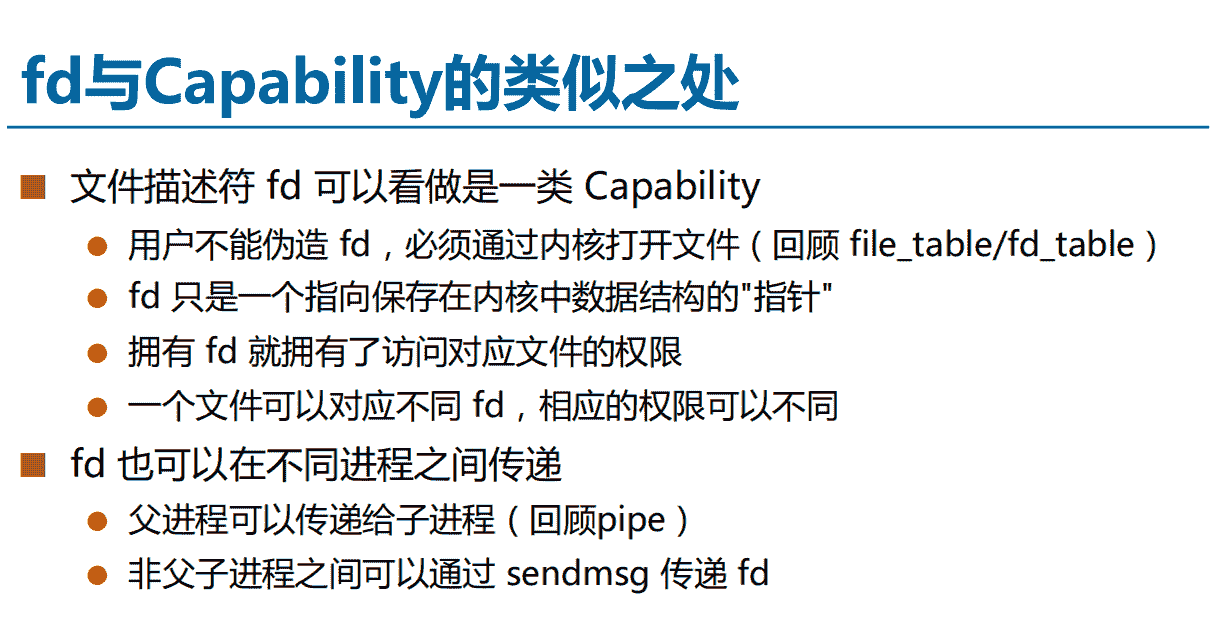 fd与Capability的类似之处
文件描述符 fd 可以看做是一类 Capability
用户不能伪造 fd，必须通过内核打开文件（回顾 file_table/fd_table）
fd 只是一个指向保存在内核中数据结构的"指针"
拥有 fd 就拥有了访问对应文件的权限
一个文件可以对应不同 fd，相应的权限可以不同
fd 也可以在不同进程之间传递
父进程可以传递给子进程（回顾pipe）
非父子进程之间可以通过 sendmsg 传递 fd